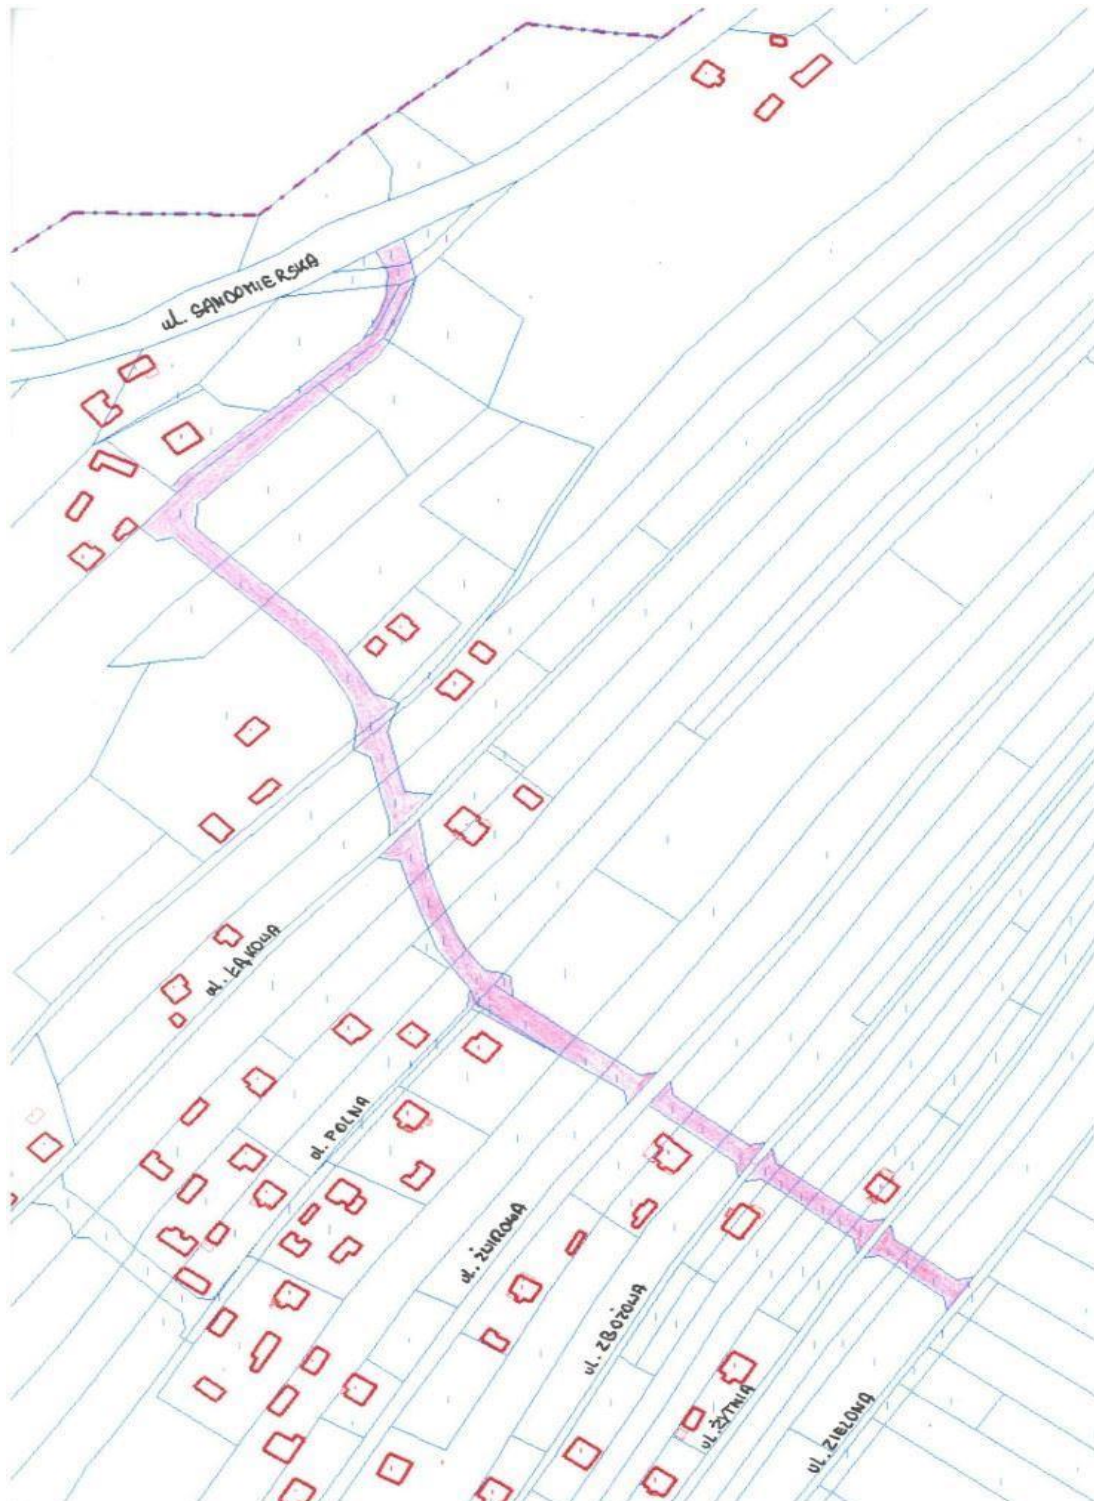 ul. SANDOMIERSKA
ul. ŁĄKOWA
ul. POLNA
ul. ŻWIROWA
ul. ZBOŻOWA
ul. ŻYTNIA
ul. ZIELONA